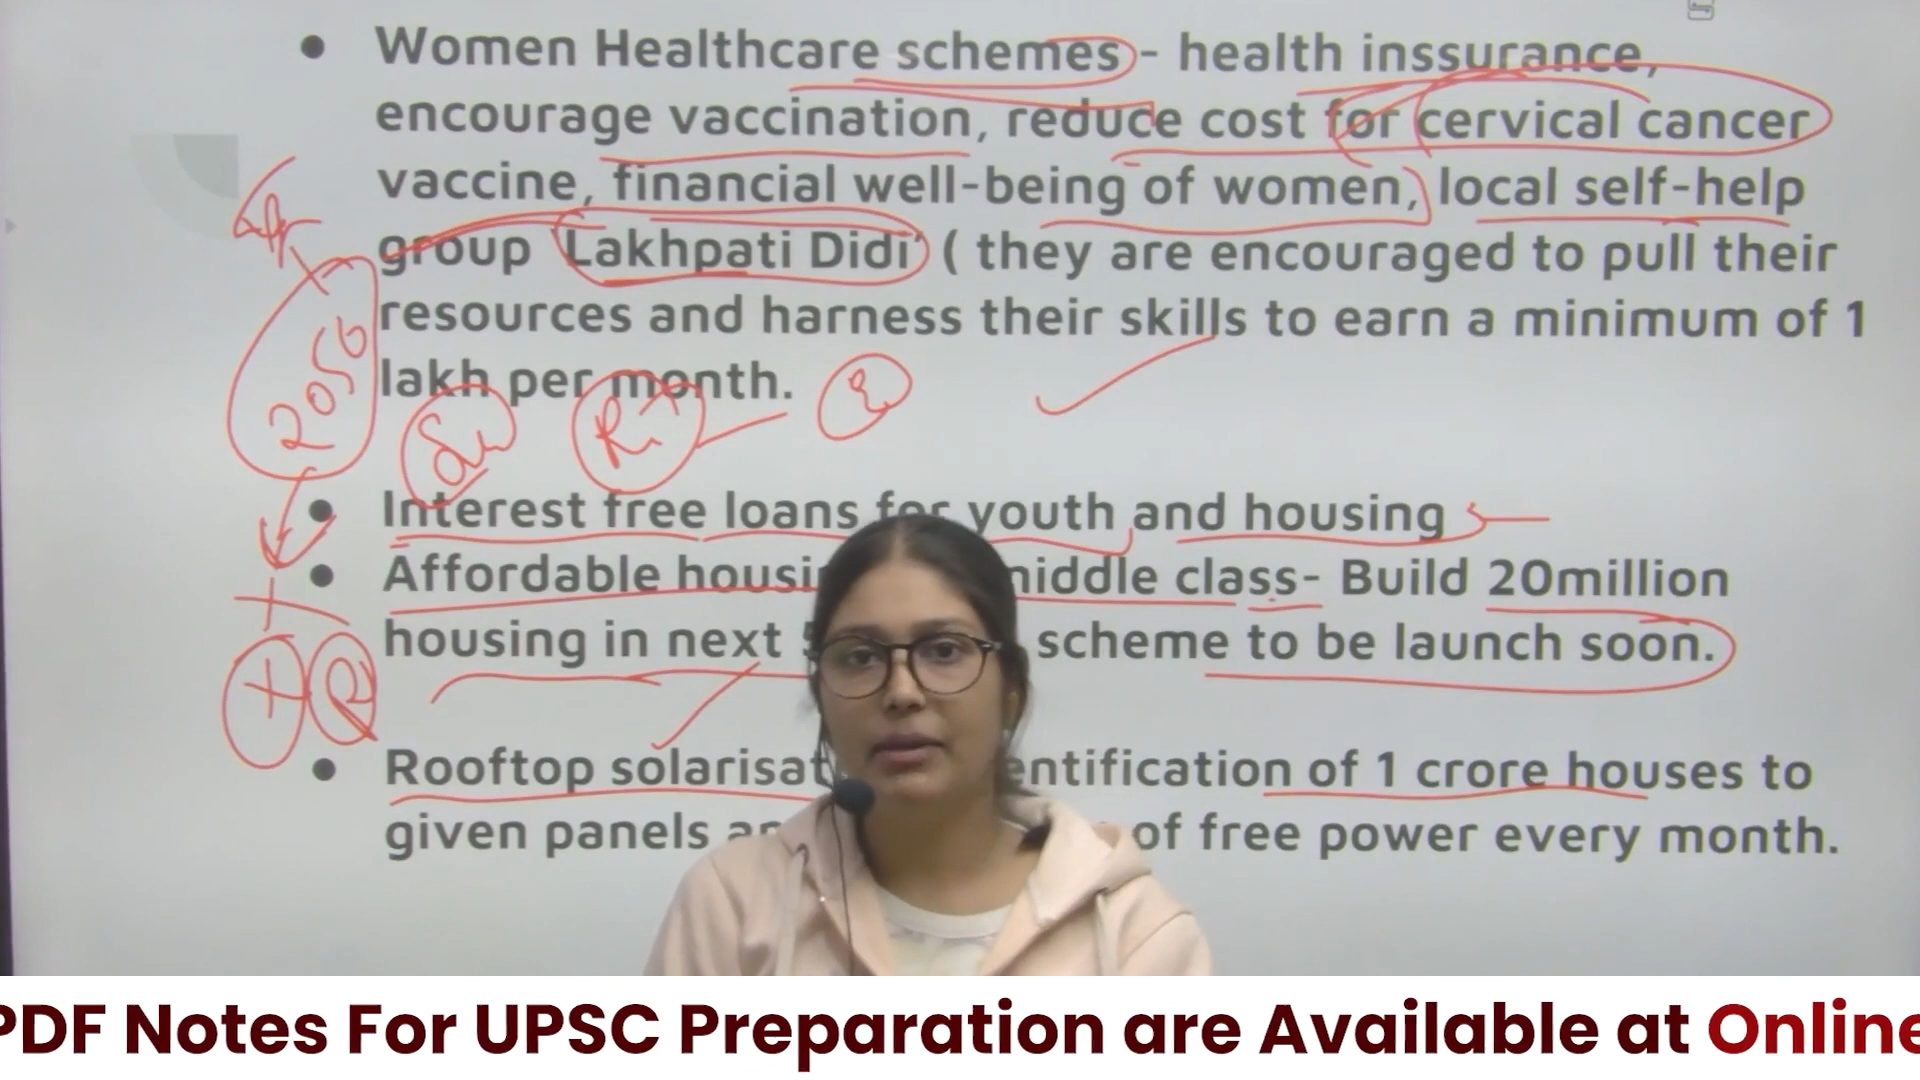 • Women Healthcare schemes - health inssurance,
encourage vaccination, reduce cost for cervical cancer
vaccine, financial well-being of women, local self-help
group 'Lakhpati Didi' ( they are encouraged to pull their
resources and harness their skills to earn a minimum of 1
lakh per month.
2050
• Interest free loans for youth and housing
• Affordable middle class- Build 20million
housing in next scheme to be launch soon.
• Rooftop of 1 crore houses to
given panels of free power every month.
PDF Notes For UPSC Preparation are Available at Online